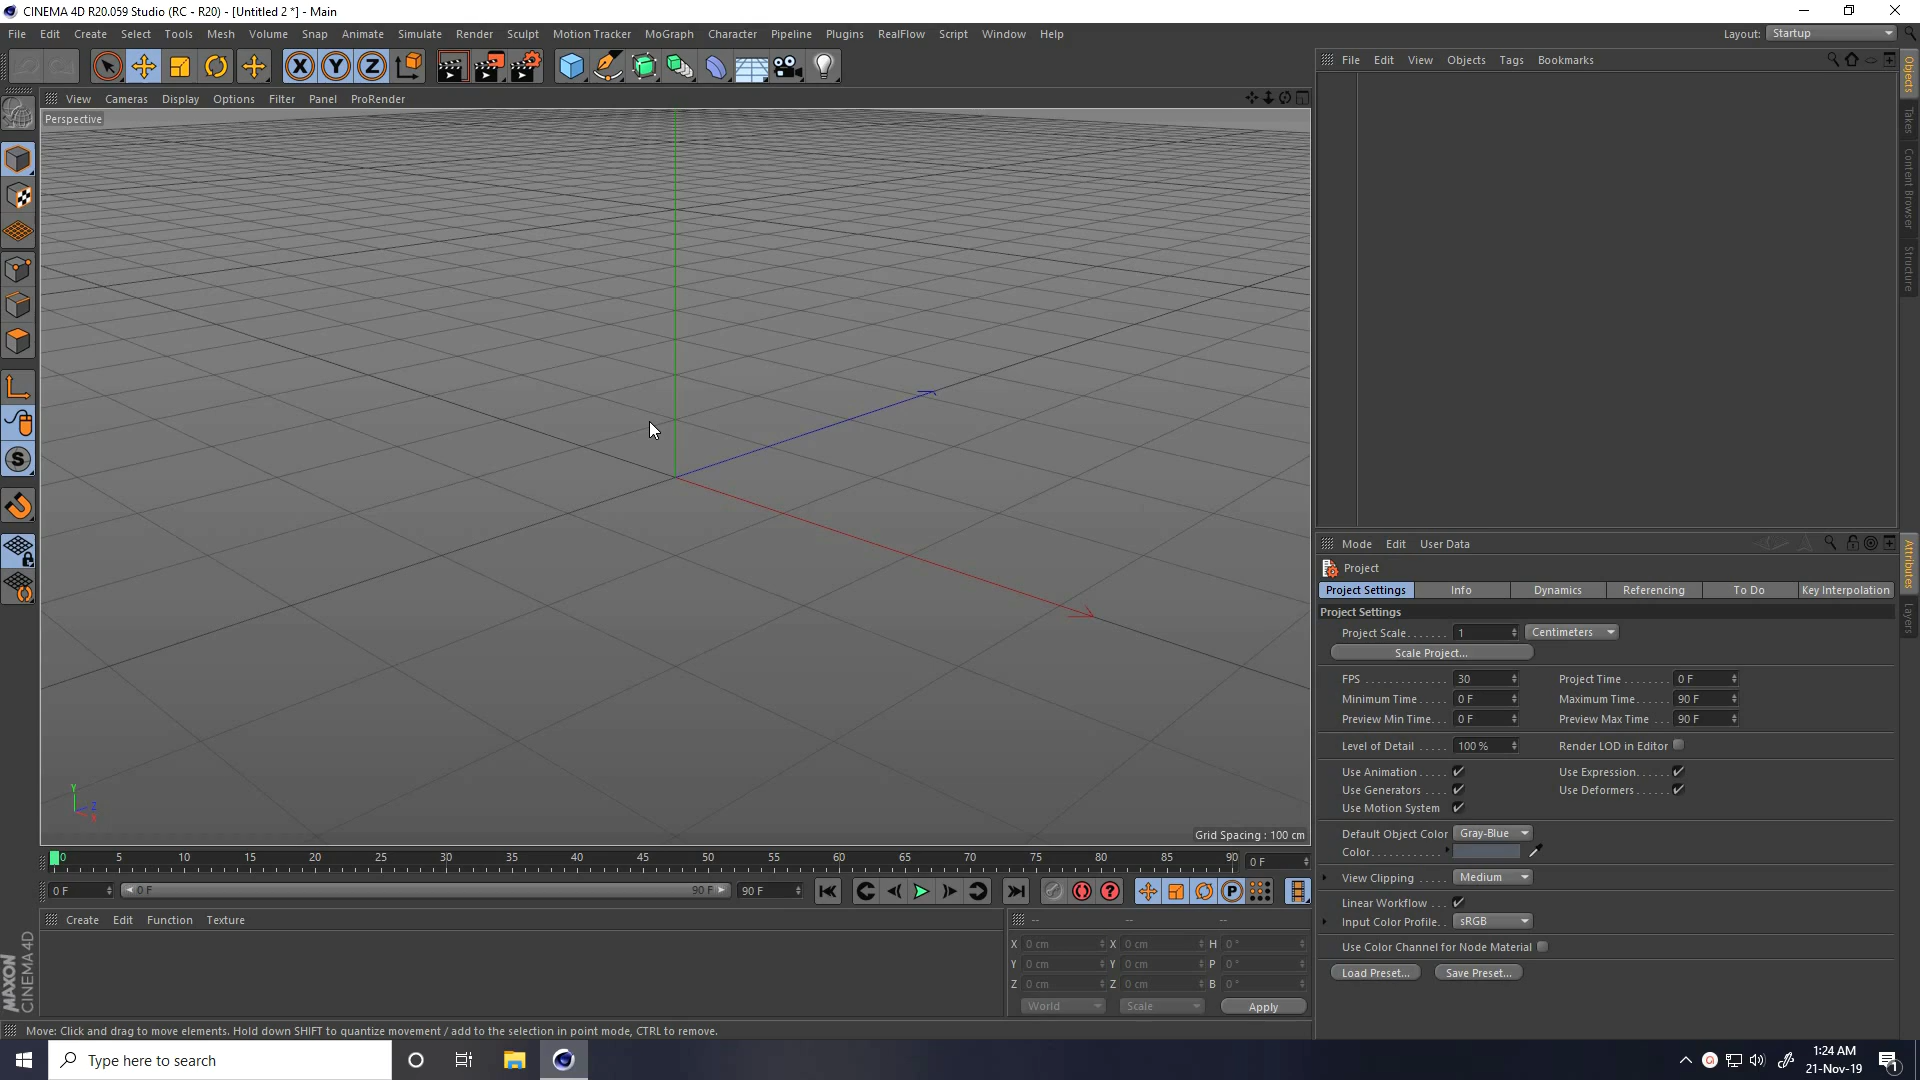 CINEMA 4D R20.059 Studio (RC - R20) - [Untitled 2 *] - Main
File Edit Create Select Tools Mesh Volume Snap Animate Simulate Render Sculpt Motion Tracker MoGraph Character Pipeline Plugins RealFlow Script Window Help Layout: Startup
X Y Z
File Edit View Objects Tags Bookmarks
View Cameras Display Options Filter Panel ProRender
Perspective
Objects
Takes
Content Browser
Structure
S
Mode Edit User Data
Project
Attributes
Layers
Project Settings Info Dynamics Referencing To Do Key Interpolation
Project Settings
Project Scale....... 1 Centimeters
Scale Project...
FPS .............. 30 Project Time ........ 0 F
Minimum Time..... 0 F Maximum Time...... 90 F
Preview Min Time... 0 F Preview Max Time ... 90 F
Level of Detail ..... 100 % Render LOD in Editor
Use Animation ..... Use Expression......
Use Generators .... Use Deformers ......
Use Motion System
Default Object Color Gray-Blue
Color............
View Clipping ...... Medium
Linear Workflow ...
Input Color Profile.. sRGB
Use Color Channel for Node Material
Load Preset... Save Preset...
Y
Z
X
Grid Spacing : 100 cm
0 5 10 15 20 25 30 35 40 45 50 55 60 65 70 75 80 85 90 0 F
0 F 0 F 90 F 90 F P
Create Edit Function Texture
-- -- --
X 0 cm X 0 cm H 0 °
Y 0 cm Y 0 cm P 0 °
Z 0 cm Z 0 cm B 0 °
World Scale Apply
MAXON
CINEMA 4D
Move: Click and drag to move elements. Hold down SHIFT to quantize movement / add to the selection in point mode, CTRL to remove.
Type here to search
1:24 AM
21-Nov-19
1